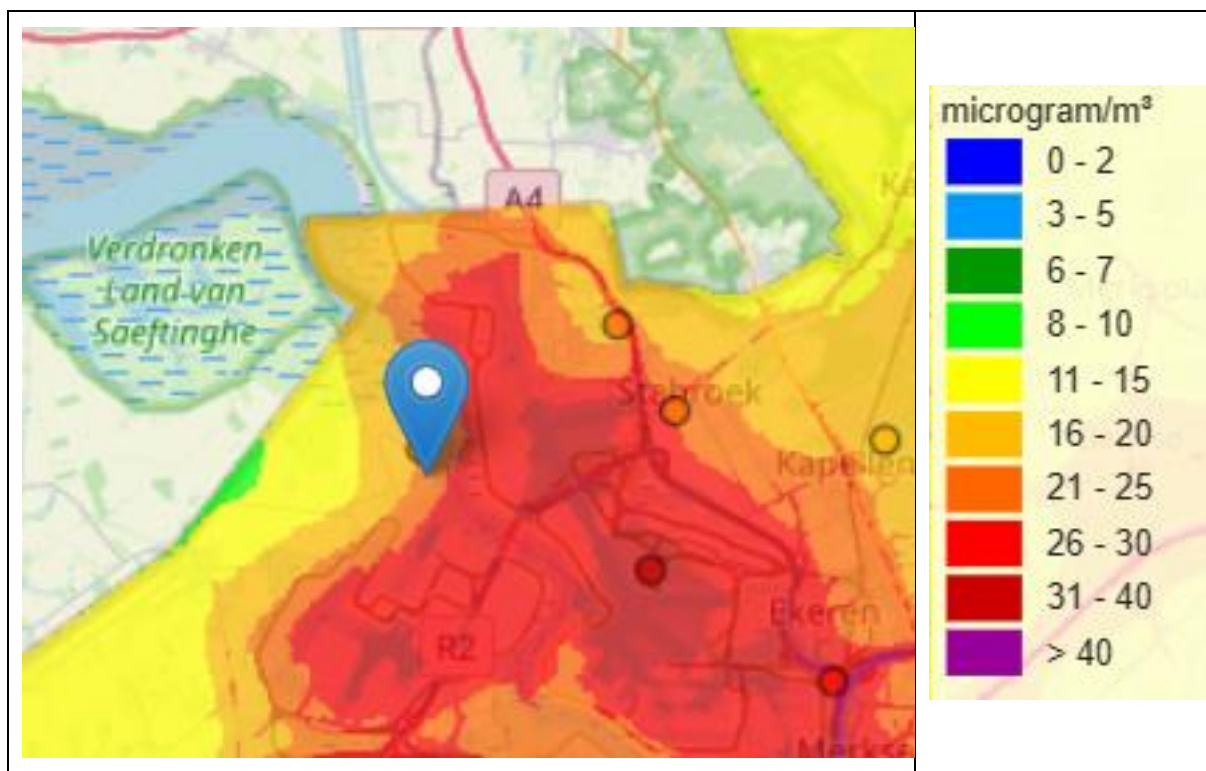 A4
Verdronken
Land van
Saeftinghe
Stabroek
Kapellen
R2
Ekeren
microgram/m³
0 - 2
3 - 5
6 - 7
8 - 10
11 - 15
16 - 20
21 - 25
26 - 30
31 - 40
> 40